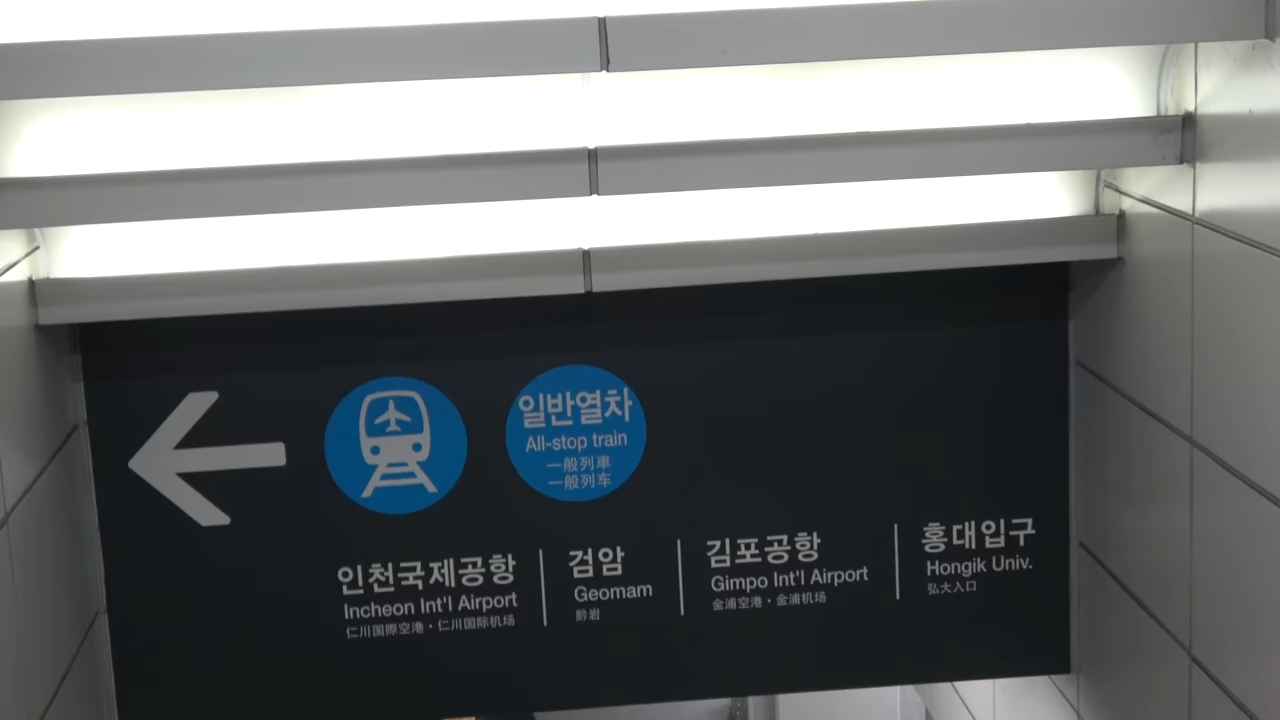 일반열차
All-stop train
一般列車
一般列车
인천국제공항
Incheon Int'l Airport
仁川国際空港・仁川国际机场
검암
Geomam
黔岩
김포공항
Gimpo Int'l Airport
金浦空港・金浦机场
홍대입구
Hongik Univ.
弘大入口